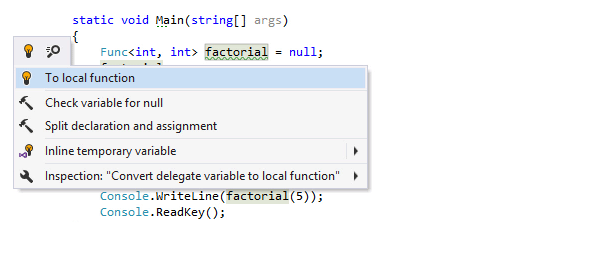 static void Main(string[] args)
{
Func<int, int> factorial = null;
To local function
Check variable for null
Split declaration and assignment
Inline temporary variable
Inspection: "Convert delegate variable to local function"
Console.WriteLine(factorial(5));
Console.ReadKey();